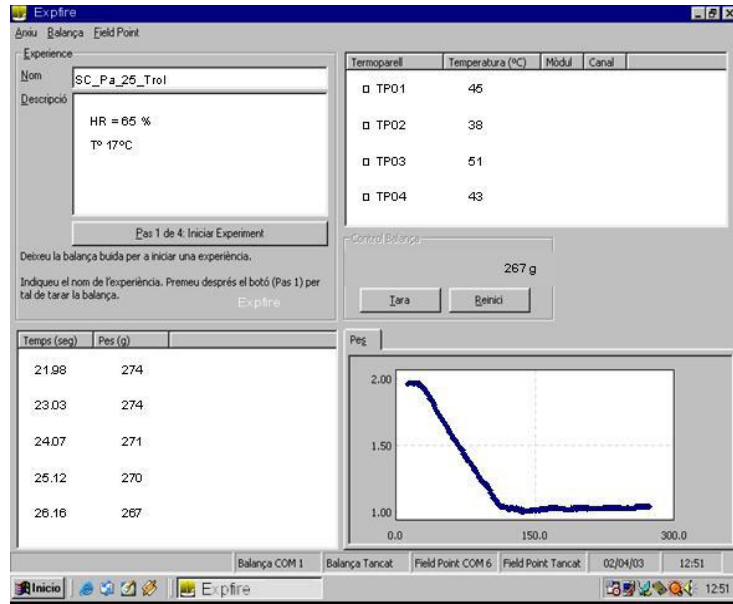 Expfire
Arxiu Balança Field Point
Experience
Nom SC_Pa_25_Trol
Descripció
HR = 65 %
Tº 17ºC
Pas 1 de 4: Iniciar Experiment
Deixeu la balança buida per a iniciar una experiència.
Indiqueu el nom de l'experiència. Premeu després el botó (Pas 1) per
tal de tarar la balança.
Expfire
Termoparell Temperatura (ºC) Mòdul Canal
TP01 45
TP02 38
TP03 51
TP04 43
Control Balança
267 g
Tara Reinici
Temps (seg) Pes (g)
21.98 274
23.03 274
24.07 271
25.12 270
26.16 267
Pes
2.00
1.50
1.00
0.0 150.0 300.0
Balança COM 1 Balança Tancat Field Point COM 6 Field Point Tancat 02/04/03 12:51
Inicio Expfire 12:51